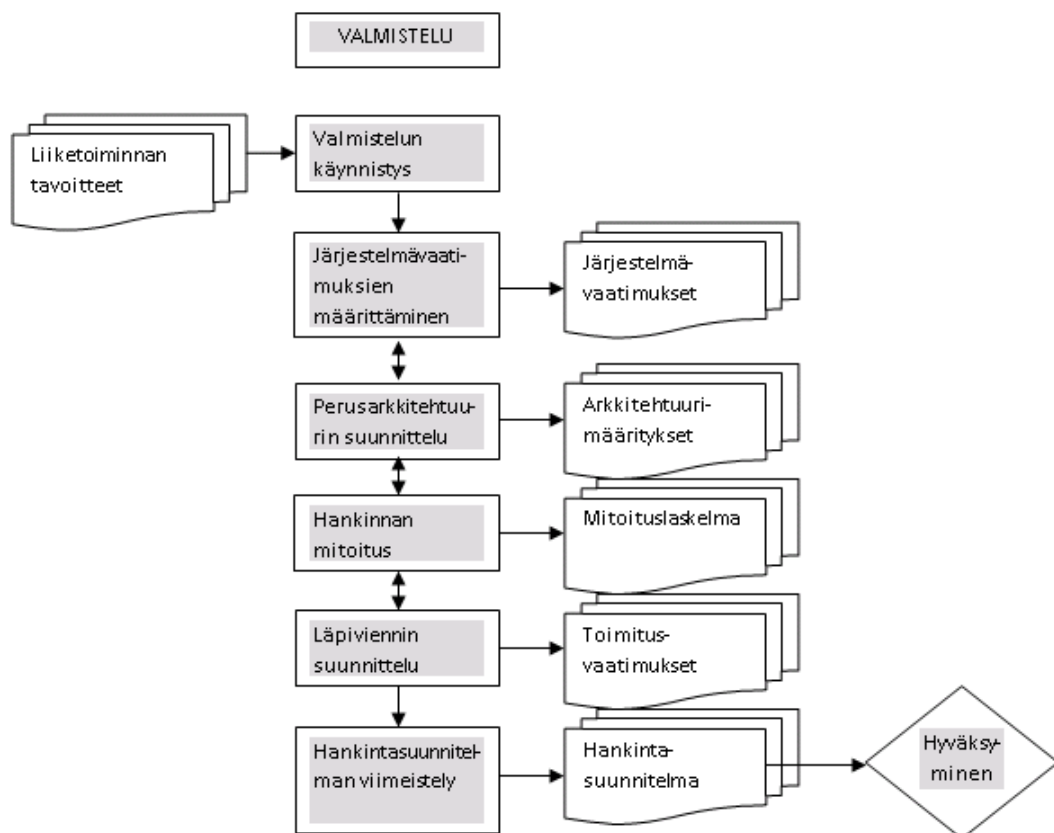 VALMISTELU
Liiketoiminnan
tavoitteet
Valmistelun
käynnistys
Järjestelmävaati-
muksien
määrittäminen
Järjestelmä-
vaatimukset
Perusarkkitehtuu-
rin suunnittelu
Arkkitehtuuri-
määritykset
Hankinnan
mitoitus
Mitoituslaskelma
Läpiviennin
suunnittelu
Toimitus-
vaatimukset
Hankintasuunnitel-
man viimeistely
Hankinta-
suunnitelma
Hyväksy-
minen